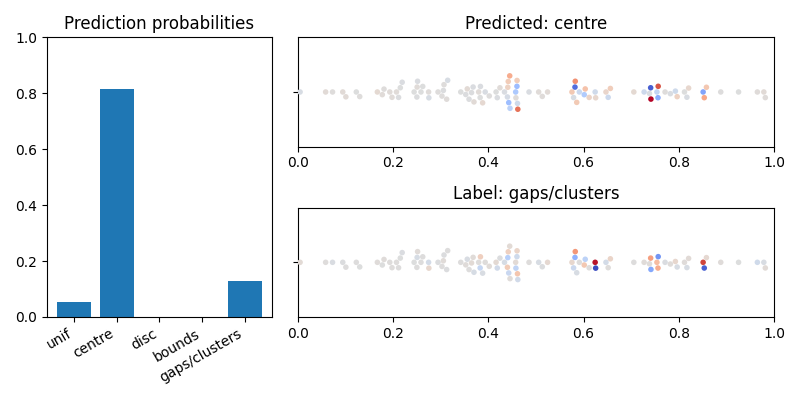 Prediction probabilities
1.0
0.8
0.6
0.4
0.2
0.0
unif
centre
disc
bounds
gaps/clusters
Predicted: centre
0.0 0.2 0.4 0.6 0.8 1.0
Label: gaps/clusters
0.0 0.2 0.4 0.6 0.8 1.0